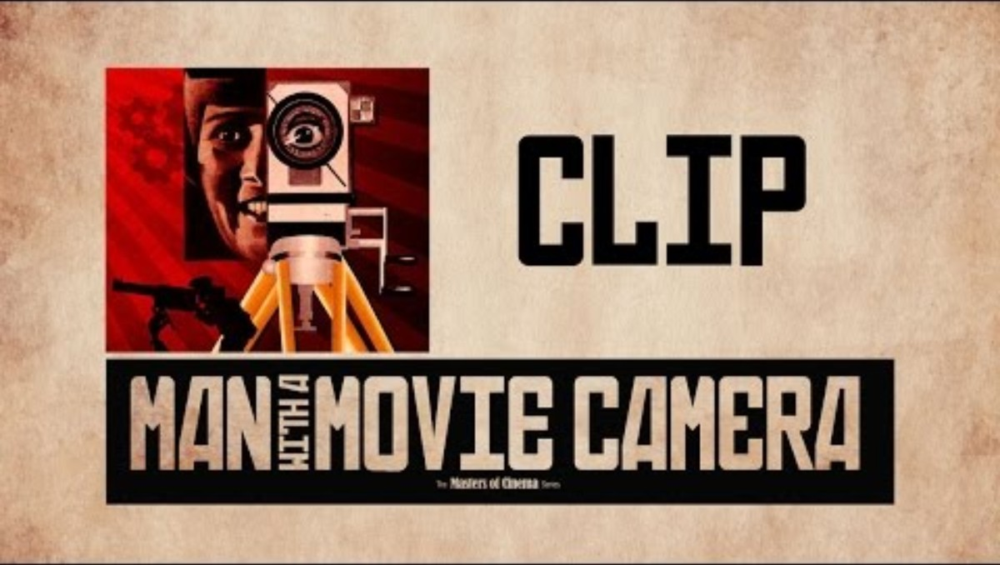 CLIP
MAN WITH A MOVIE CAMERA
The Masters of Cinema Series